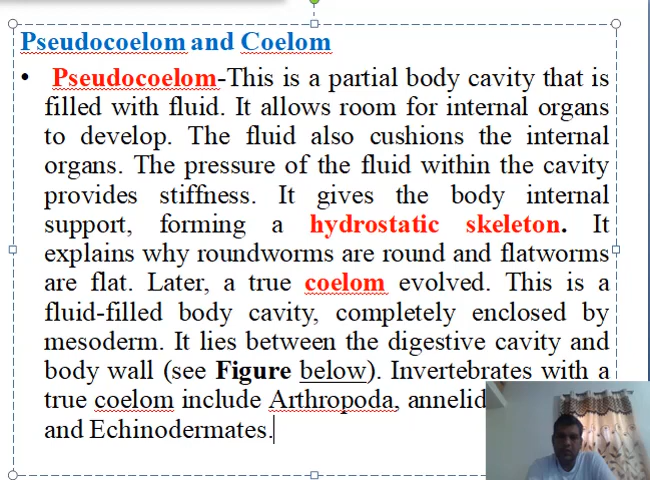 Pseudocoelom and Coelom
• Pseudocoelom-This is a partial body cavity that is
filled with fluid. It allows room for internal organs
to develop. The fluid also cushions the internal
organs. The pressure of the fluid within the cavity
provides stiffness. It gives the body internal
support, forming a hydrostatic skeleton. It
explains why roundworms are round and flatworms
are flat. Later, a true coelom evolved. This is a
fluid-filled body cavity, completely enclosed by
mesoderm. It lies between the digestive cavity and
body wall (see Figure below). Invertebrates with a
true coelom include Arthropoda, annelid
and Echinodermates.